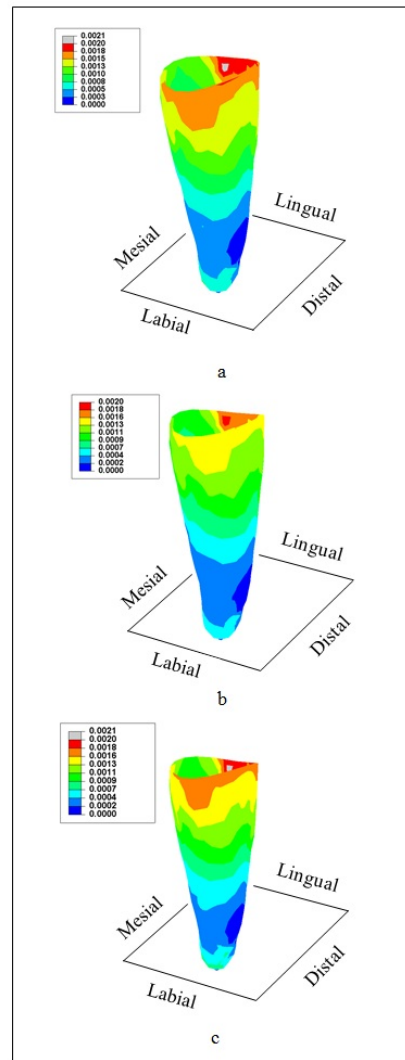 0.0021
0.0020
0.0018
0.0015
0.0013
0.0010
0.0008
0.0005
0.0003
0.0000
Lingual
Mesial
Distal
Labial
a
0.0020
0.0018
0.0016
0.0013
0.0011
0.0009
0.0007
0.0004
0.0002
0.0000
Lingual
Mesial
Distal
Labial
b
0.0021
0.0020
0.0018
0.0016
0.0013
0.0011
0.0009
0.0007
0.0004
0.0002
0.0000
Lingual
Mesial
Distal
Labial
c